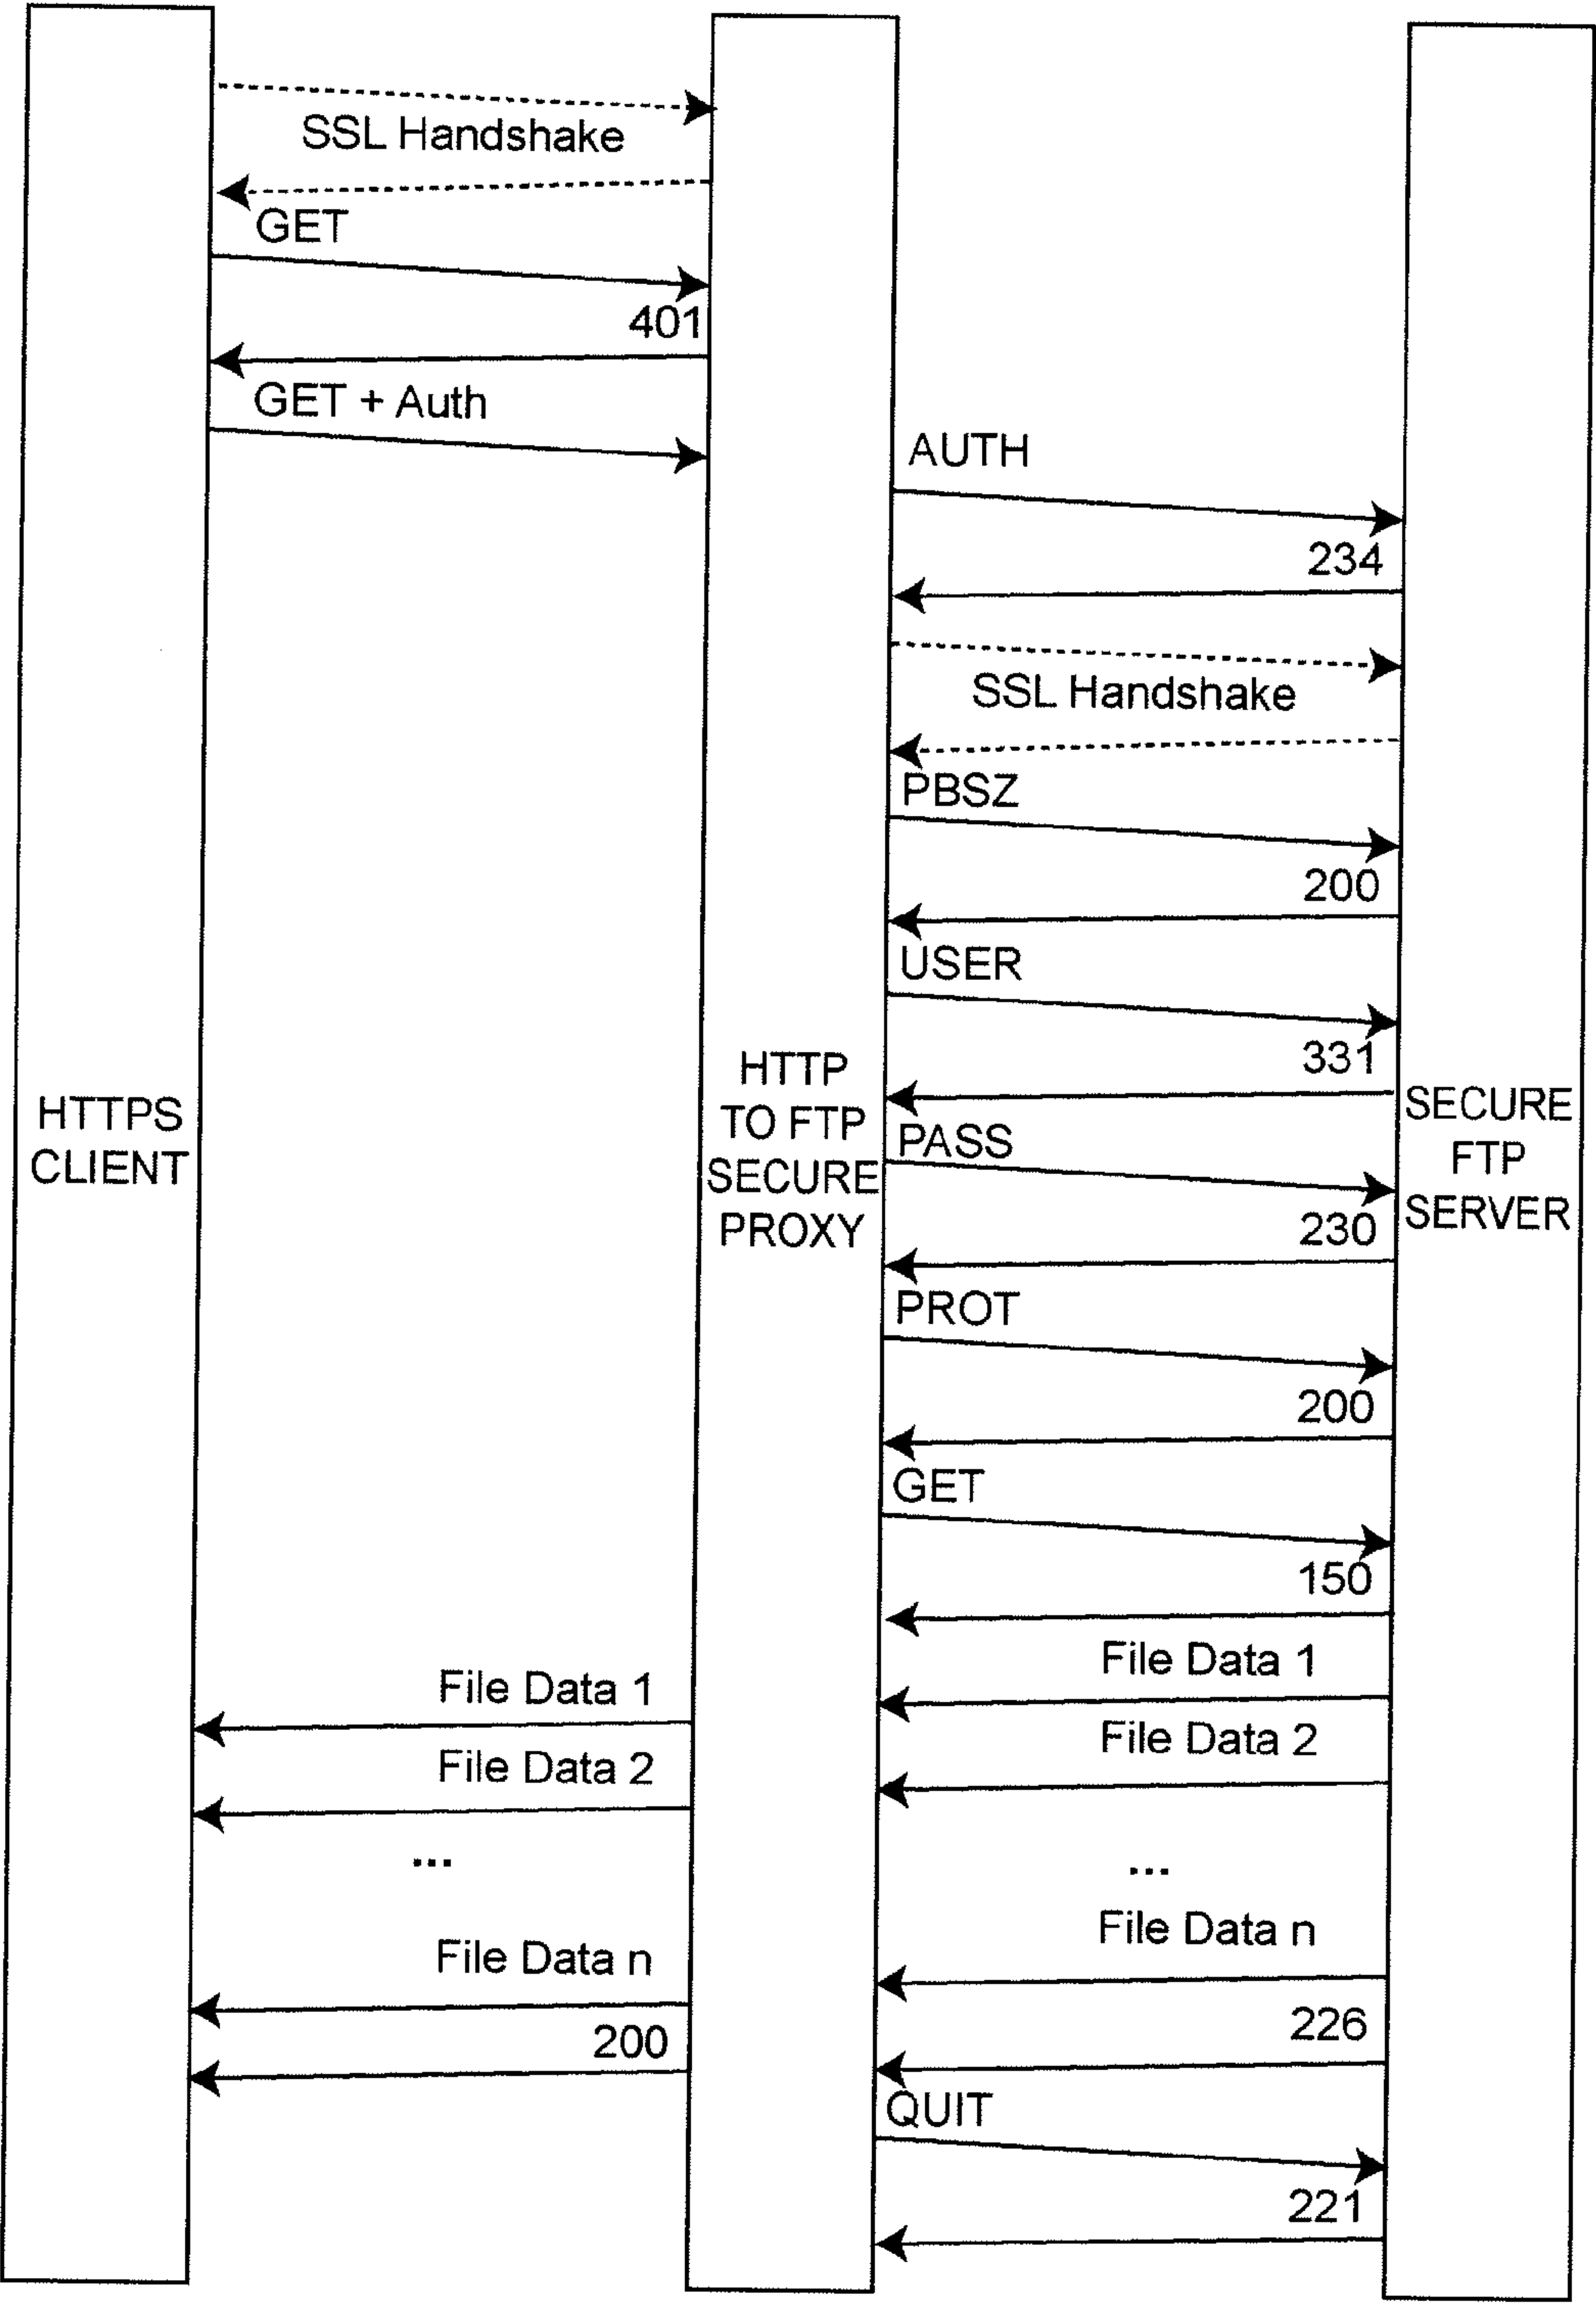 SSL Handshake
GET
401
GET + Auth
AUTH
234
SSL Handshake
PBSZ
200
USER
331
HTTPS
CLIENT
HTTP
TO FTP
SECURE
PROXY
SECURE
FTP
SERVER
PASS
230
PROT
200
GET
150
File Data 1
File Data 1
File Data 2
File Data 2
...
...
File Data n
File Data n
226
200
QUIT
221